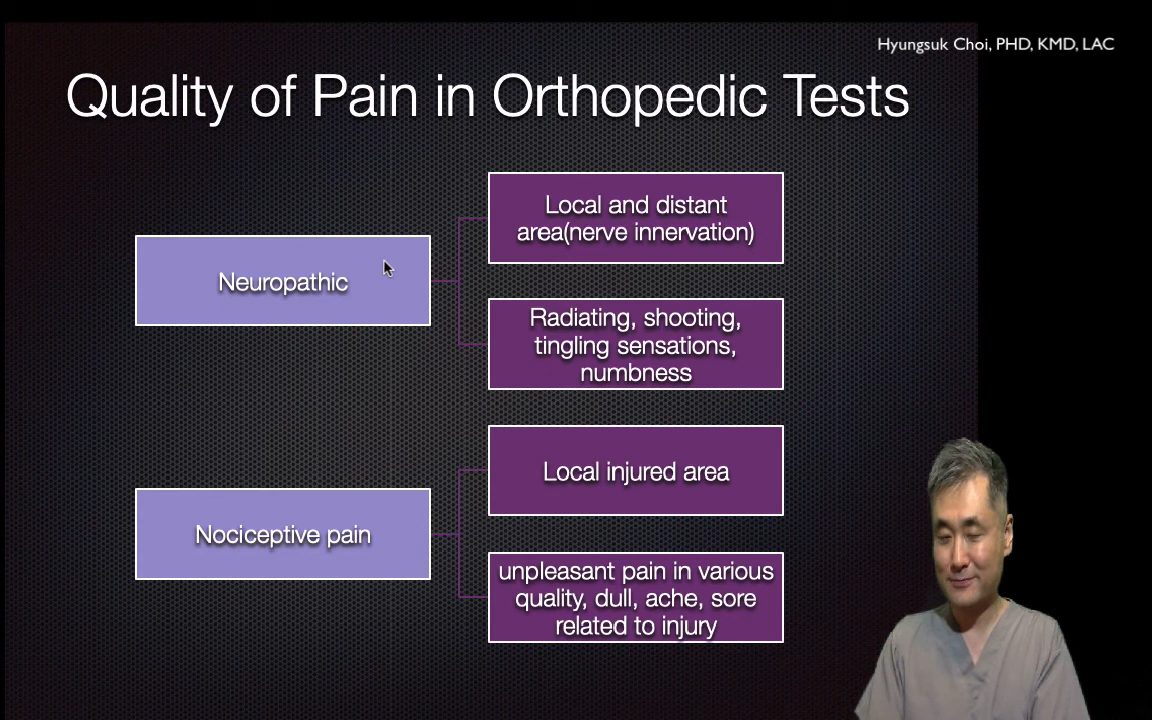 Hyungsuk Choi, PHD, KMD, LAC
Quality of Pain in Orthopedic Tests
Neuropathic
Local and distant
area(nerve innervation)
Radiating, shooting,
tingling sensations,
numbness
Nociceptive pain
Local injured area
unpleasant pain in various
quality, dull, ache, sore
related to injury